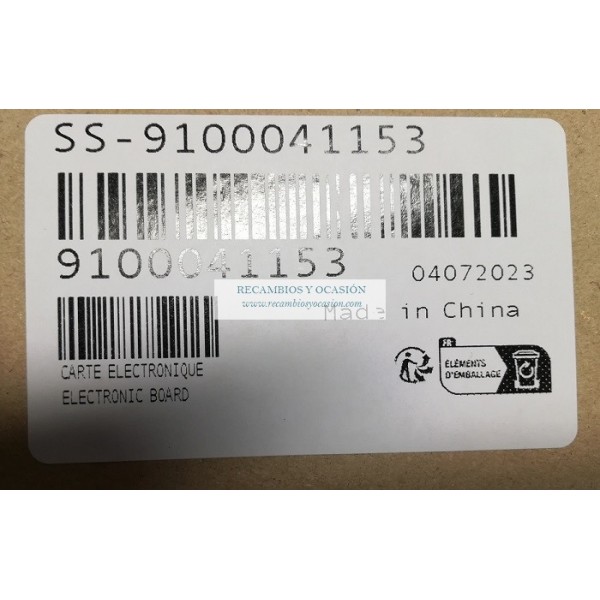 SS-9100041153
9100041153
04072023
RECAMBIOS Y OCASIÓN
www.recambiosyocasion.com
Made in China
CARTE ELECTRONIQUE
ELECTRONIC BOARD
FR
ÉLÉMENTS
D'EMBALLAGE